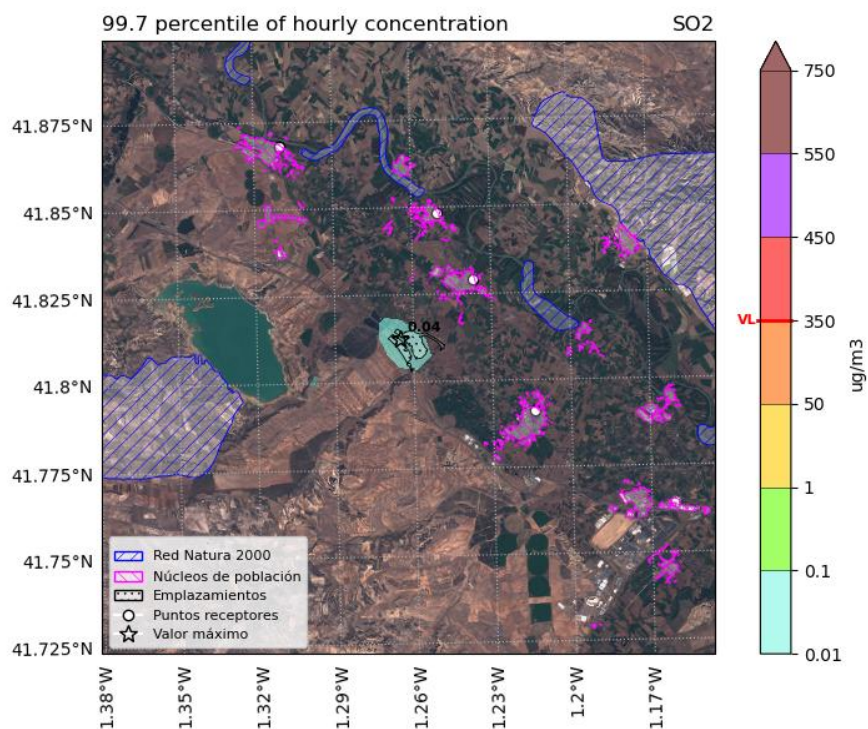 99.7 percentile of hourly concentration SO2
41.875°N
41.85°N
41.825°N
41.8°N
41.775°N
41.75°N
41.725°N
0.04
Red Natura 2000
Núcleos de población
Emplazamientos
Puntos receptores
Valor máximo
1.38°W
1.35°W
1.32°W
1.29°W
1.26°W
1.23°W
1.2°W
1.17°W
750
550
450
VL
350
50
1
0.1
0.01
ug/m3